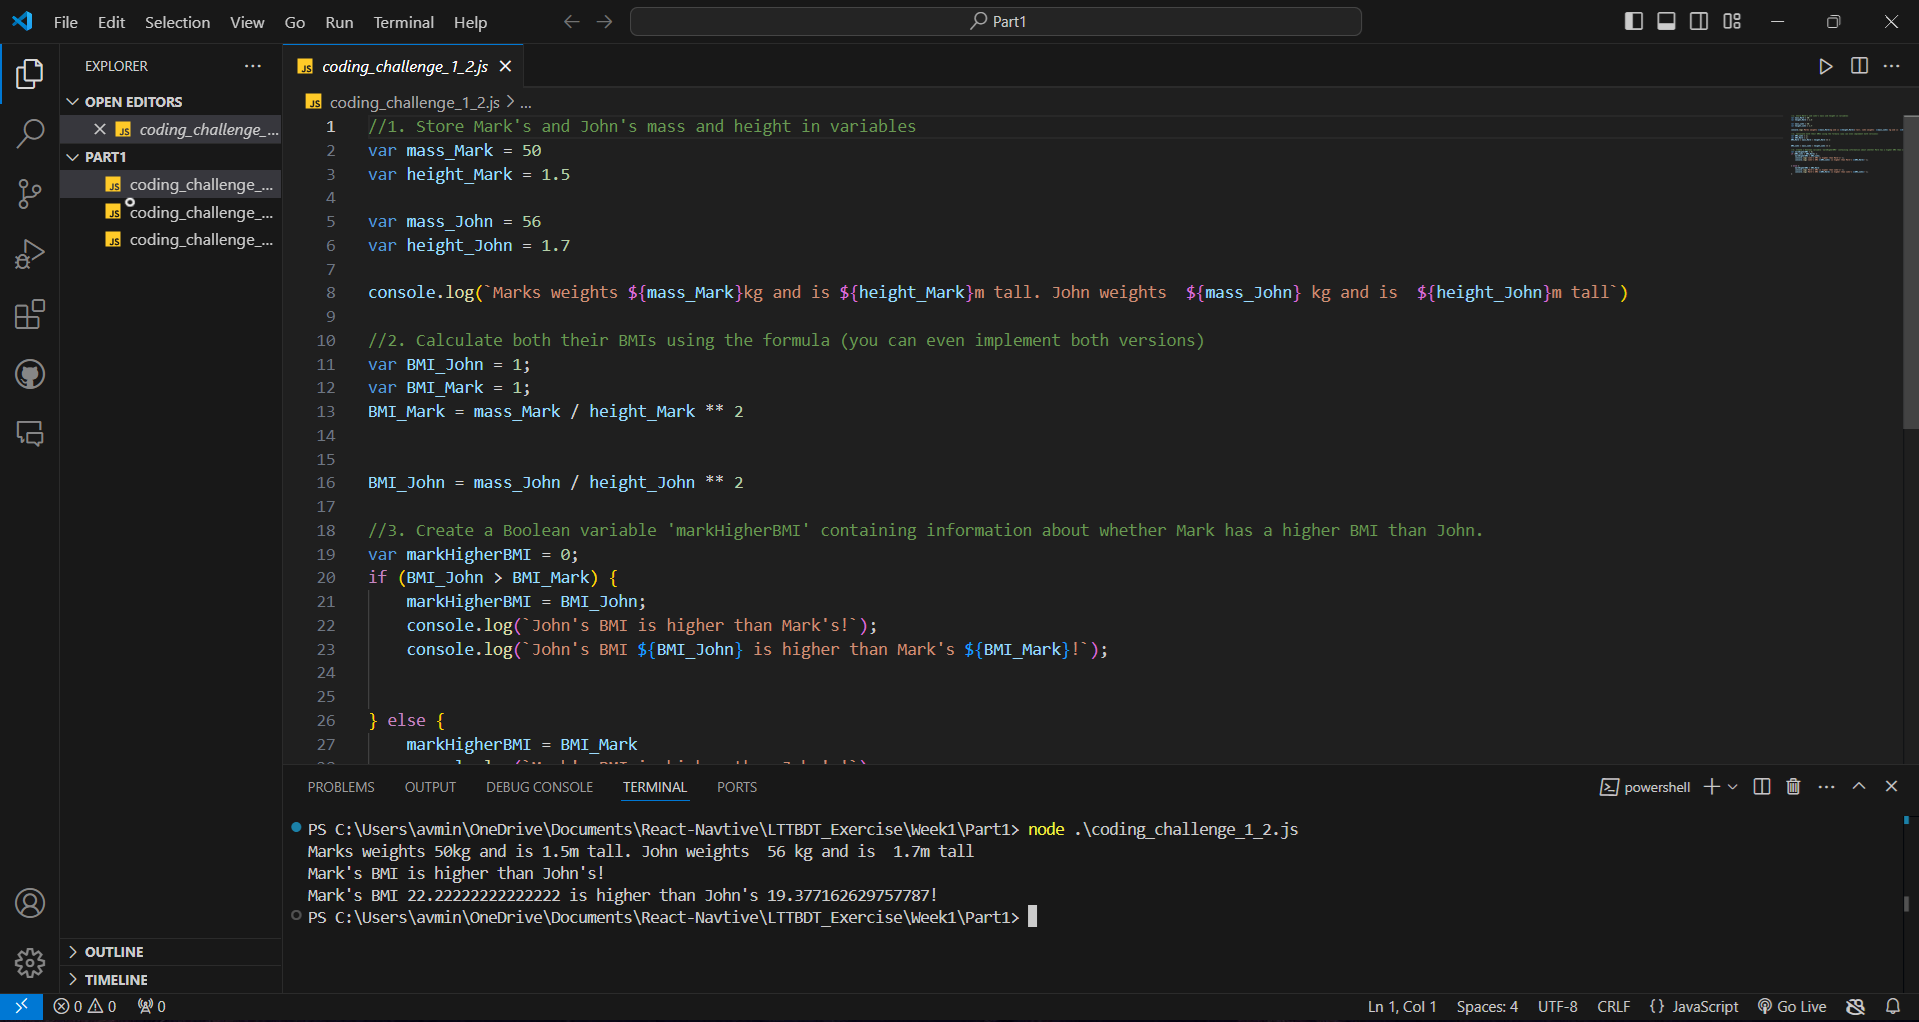 File Edit Selection View Go Run Terminal Help
Part1
EXPLORER
OPEN EDITORS
coding_challenge_...
PART1
coding_challenge_...
coding_challenge_...
coding_challenge_...
OUTLINE
TIMELINE
coding_challenge_1_2.js
coding_challenge_1_2.js > ...
1 //1. Store Mark's and John's mass and height in variables
2 var mass_Mark = 50
3 var height_Mark = 1.5
4
5 var mass_John = 56
6 var height_John = 1.7
7
8 console.log(`Marks weights ${mass_Mark}kg and is ${height_Mark}m tall. John weights  ${mass_John} kg and is  ${height_John}m tall`)
9
10 //2. Calculate both their BMIs using the formula (you can even implement both versions)
11 var BMI_John = 1;
12 var BMI_Mark = 1;
13 BMI_Mark = mass_Mark / height_Mark ** 2
14
15
16 BMI_John = mass_John / height_John ** 2
17
18 //3. Create a Boolean variable 'markHigherBMI' containing information about whether Mark has a higher BMI than John.
19 var markHigherBMI = 0;
20 if (BMI_John > BMI_Mark) {
21     markHigherBMI = BMI_John;
22     console.log(`John's BMI is higher than Mark's!`);
23     console.log(`John's BMI ${BMI_John} is higher than Mark's ${BMI_Mark}!`);
24
25
26 } else {
27     markHigherBMI = BMI_Mark
PROBLEMS OUTPUT DEBUG CONSOLE TERMINAL PORTS
powershell
PS C:\Users\avmin\OneDrive\Documents\React-Navtive\LTTBDT_Exercise\Week1\Part1> node .\coding_challenge_1_2.js
Marks weights 50kg and is 1.5m tall. John weights  56 kg and is  1.7m tall
Mark's BMI is higher than John's!
Mark's BMI 22.22222222222222 is higher than John's 19.377162629757787!
PS C:\Users\avmin\OneDrive\Documents\React-Navtive\LTTBDT_Exercise\Week1\Part1>
0 0 0
Ln 1, Col 1 Spaces: 4 UTF-8 CRLF {} JavaScript Go Live